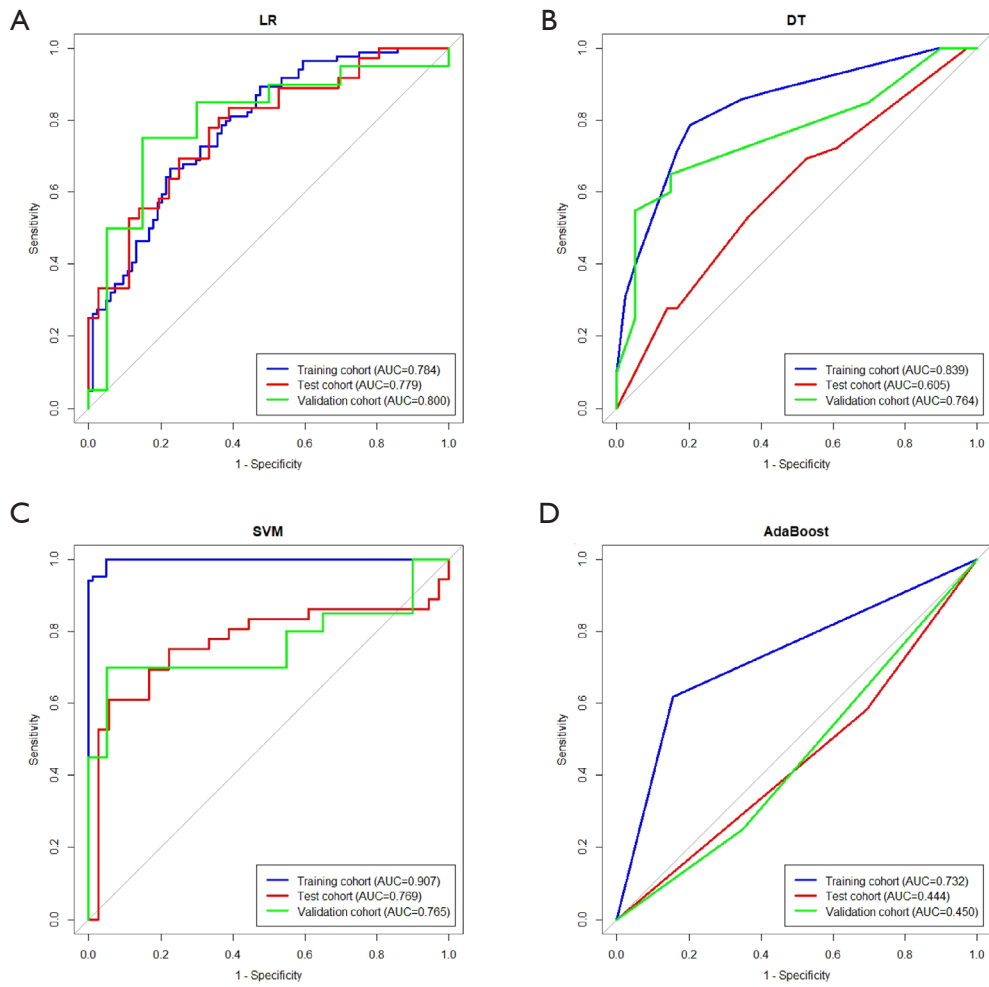 A
LR
Sensitivity
1.0
0.8
0.6
0.4
0.2
0.0
Training cohort (AUC=0.784)
Test cohort (AUC=0.779)
Validation cohort (AUC=0.800)
0.0 0.2 0.4 0.6 0.8 1.0
1 - Specificity
B
DT
Sensitivity
1.0
0.8
0.6
0.4
0.2
0.0
Training cohort (AUC=0.839)
Test cohort (AUC=0.605)
Validation cohort (AUC=0.764)
0.0 0.2 0.4 0.6 0.8 1.0
1 - Specificity
C
SVM
Sensitivity
1.0
0.8
0.6
0.4
0.2
0.0
Training cohort (AUC=0.907)
Test cohort (AUC=0.769)
Validation cohort (AUC=0.765)
0.0 0.2 0.4 0.6 0.8 1.0
1 - Specificity
D
AdaBoost
Sensitivity
1.0
0.8
0.6
0.4
0.2
0.0
Training cohort (AUC=0.732)
Test cohort (AUC=0.444)
Validation cohort (AUC=0.450)
0.0 0.2 0.4 0.6 0.8 1.0
1 - Specificity